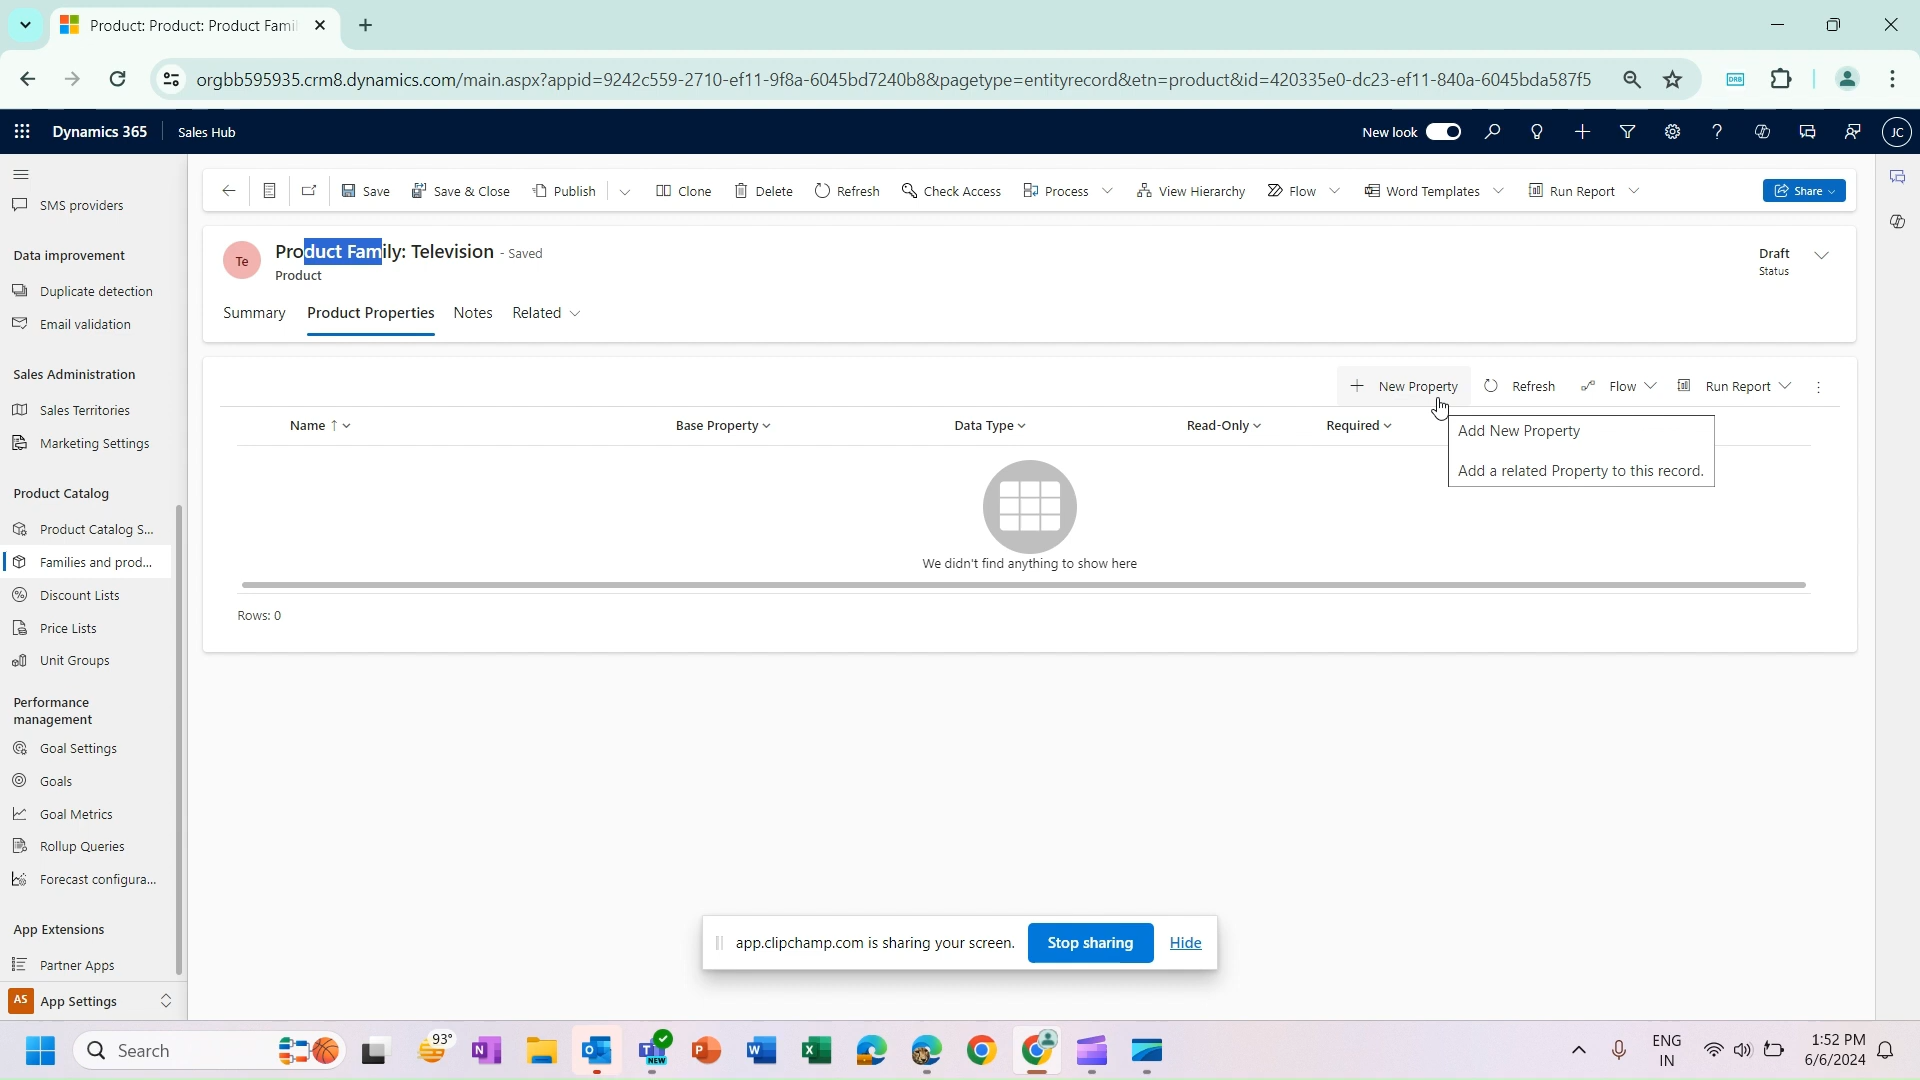 Product: Product: Product Famil
orgbb595935.crm8.dynamics.com/main.aspx?appid=9242c559-2710-ef11-9f8a-6045bd7240b8&pagetype=entityrecord&etn=product&id=420335e0-dc23-ef11-840a-6045bda587f5
DRB
Dynamics 365
Sales Hub
New look
JC
SMS providers
Data improvement
Duplicate detection
Email validation
Sales Administration
Sales Territories
Marketing Settings
Product Catalog
Product Catalog S...
Families and prod...
Discount Lists
Price Lists
Unit Groups
Performance
management
Goal Settings
Goals
Goal Metrics
Rollup Queries
Forecast configura...
App Extensions
Partner Apps
AS App Settings
Save
Save & Close
Publish
Clone
Delete
Refresh
Check Access
Process
View Hierarchy
Flow
Word Templates
Run Report
Share
Te
Product Family: Television - Saved
Product
Draft
Status
Summary
Product Properties
Notes
Related
New Property
Refresh
Flow
Run Report
Name ↑
Base Property
Data Type
Read-Only
Required
Add New Property
Add a related Property to this record.
We didn't find anything to show here
Rows: 0
app.clipchamp.com is sharing your screen.
Stop sharing
Hide
Search
93°
NEW
ENG
IN
1:52 PM
6/6/2024